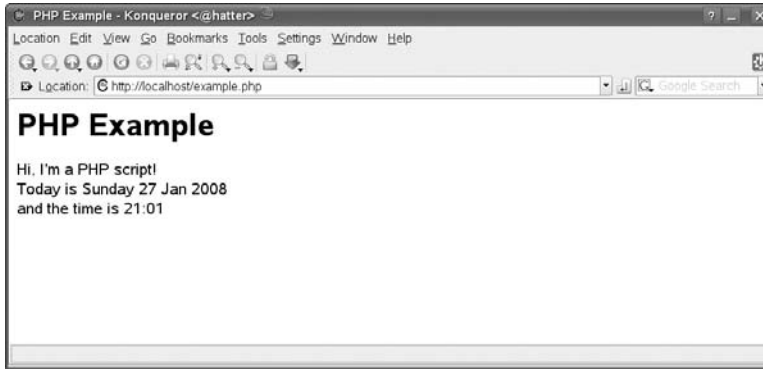 PHP Example - Konqueror <@hatter>
Location Edit View Go Bookmarks Tools Settings Window Help
Location: http://localhost/example.php Google Search
PHP Example
Hi, I'm a PHP script!
Today is Sunday 27 Jan 2008
and the time is 21:01